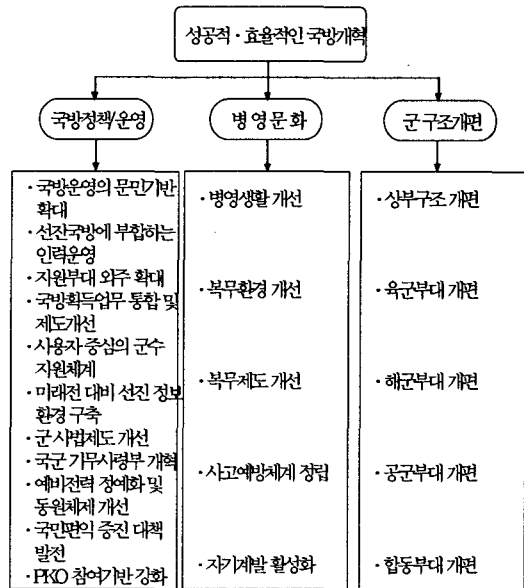 성공적·효율적인 국방개혁
국방정책/운영
병영문화
군구조개편
·국방운영의 문민기반
확대
·선진국방에 부합하는
인력운영
·지원부대 외주 확대
·국방획득업무 통합 및
제도개선
·사용자 중심의 군수
지원체계
·미래전 대비 선진 정보
환경 구축
·군 사법제도 개선
·국군 기무사령부 개혁
·예비전력 정예화 및
동원체제 개선
·국민편익 증진 대책
발전
·PKO 참여기반 강화
·병영생활 개선
·복무환경 개선
·복무제도 개선
·사고예방체계 정립
·자기계발 활성화
·상부구조 개편
·육군부대 개편
·해군부대 개편
·공군부대 개편
·합동부대 개편